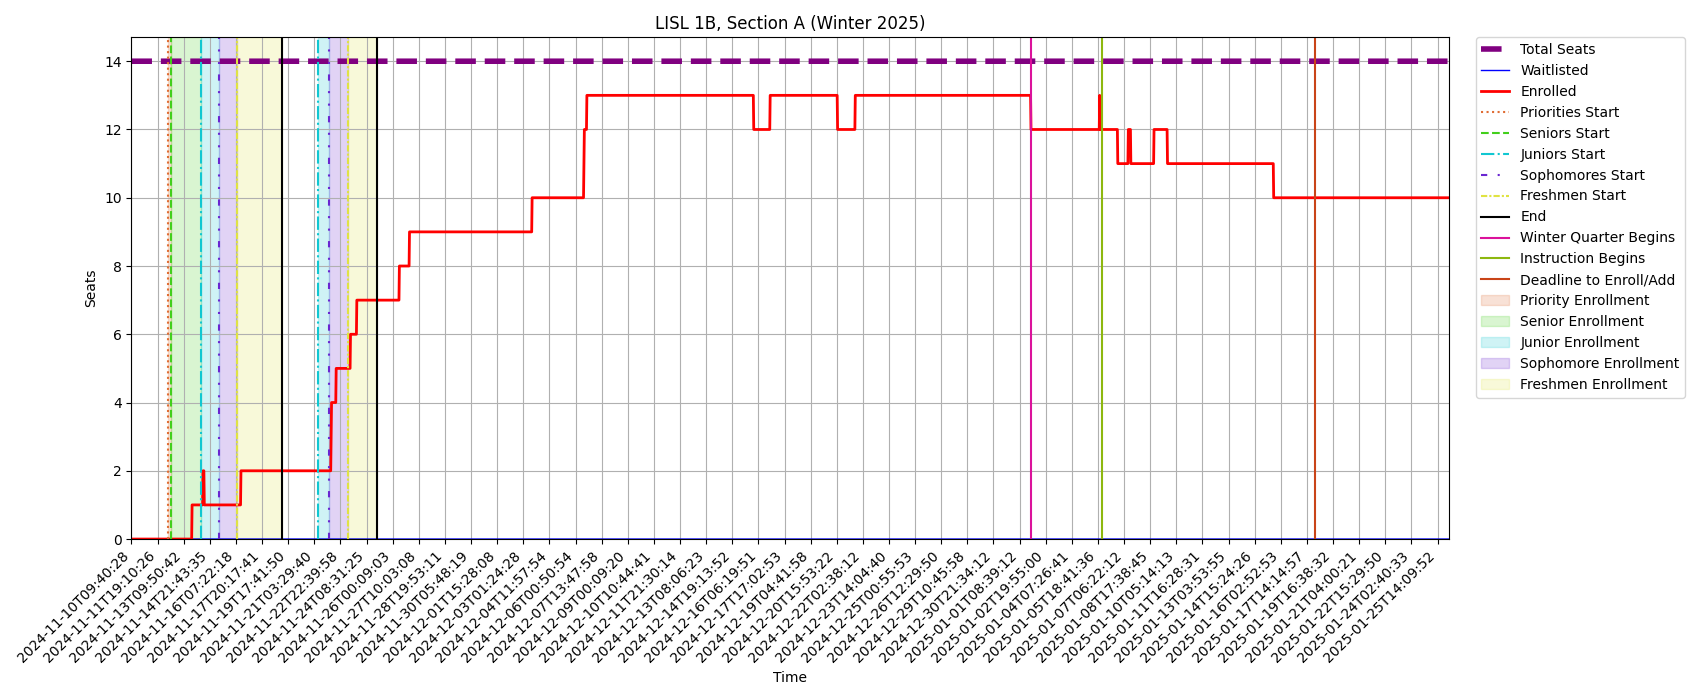 LISL 1B, Section A (Winter 2025)
Seats
14
12
10
8
6
4
2
0
2024-11-10T09:40:28
2024-11-11T19:10:26
2024-11-13T09:50:42
2024-11-14T21:43:35
2024-11-16T07:22:18
2024-11-17T20:17:41
2024-11-19T17:41:50
2024-11-21T03:29:40
2024-11-22T22:39:58
2024-11-24T08:31:25
2024-11-26T00:09:03
2024-11-27T10:03:08
2024-11-28T19:53:11
2024-11-30T05:48:19
2024-12-01T15:28:08
2024-12-03T01:24:28
2024-12-04T11:57:54
2024-12-06T00:50:54
2024-12-07T13:47:58
2024-12-09T00:09:20
2024-12-10T10:44:41
2024-12-11T21:30:14
2024-12-13T08:06:23
2024-12-14T19:13:52
2024-12-16T06:19:51
2024-12-17T17:02:53
2024-12-19T04:41:58
2024-12-20T15:53:22
2024-12-22T02:38:12
2024-12-23T14:04:40
2024-12-25T00:55:53
2024-12-26T12:29:50
2024-12-29T10:45:58
2024-12-30T21:34:12
2025-01-01T08:39:12
2025-01-02T19:55:00
2025-01-04T07:26:41
2025-01-05T18:41:36
2025-01-07T06:22:12
2025-01-08T17:38:45
2025-01-10T05:14:13
2025-01-11T16:28:31
2025-01-13T03:53:55
2025-01-14T15:24:26
2025-01-16T02:52:53
2025-01-17T14:14:57
2025-01-19T16:38:32
2025-01-21T04:00:21
2025-01-22T15:29:50
2025-01-24T02:40:33
2025-01-25T14:09:52
Time
Total Seats
Waitlisted
Enrolled
Priorities Start
Seniors Start
Juniors Start
Sophomores Start
Freshmen Start
End
Winter Quarter Begins
Instruction Begins
Deadline to Enroll/Add
Priority Enrollment
Senior Enrollment
Junior Enrollment
Sophomore Enrollment
Freshmen Enrollment